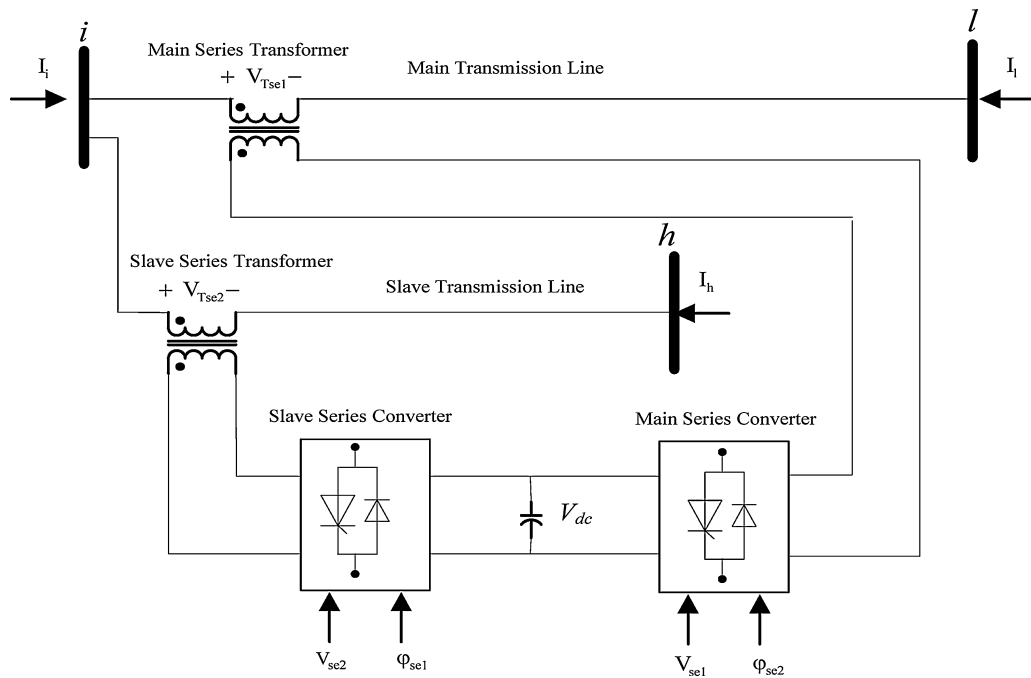 i
l
Main Series Transformer
I_i
+ V_Tse1 −
Main Transmission Line
I_l
h
Slave Series Transformer
+ V_Tse2 −
Slave Transmission Line
I_h
Slave Series Converter
Main Series Converter
V_dc
V_se2
φ_se1
V_se1
φ_se2